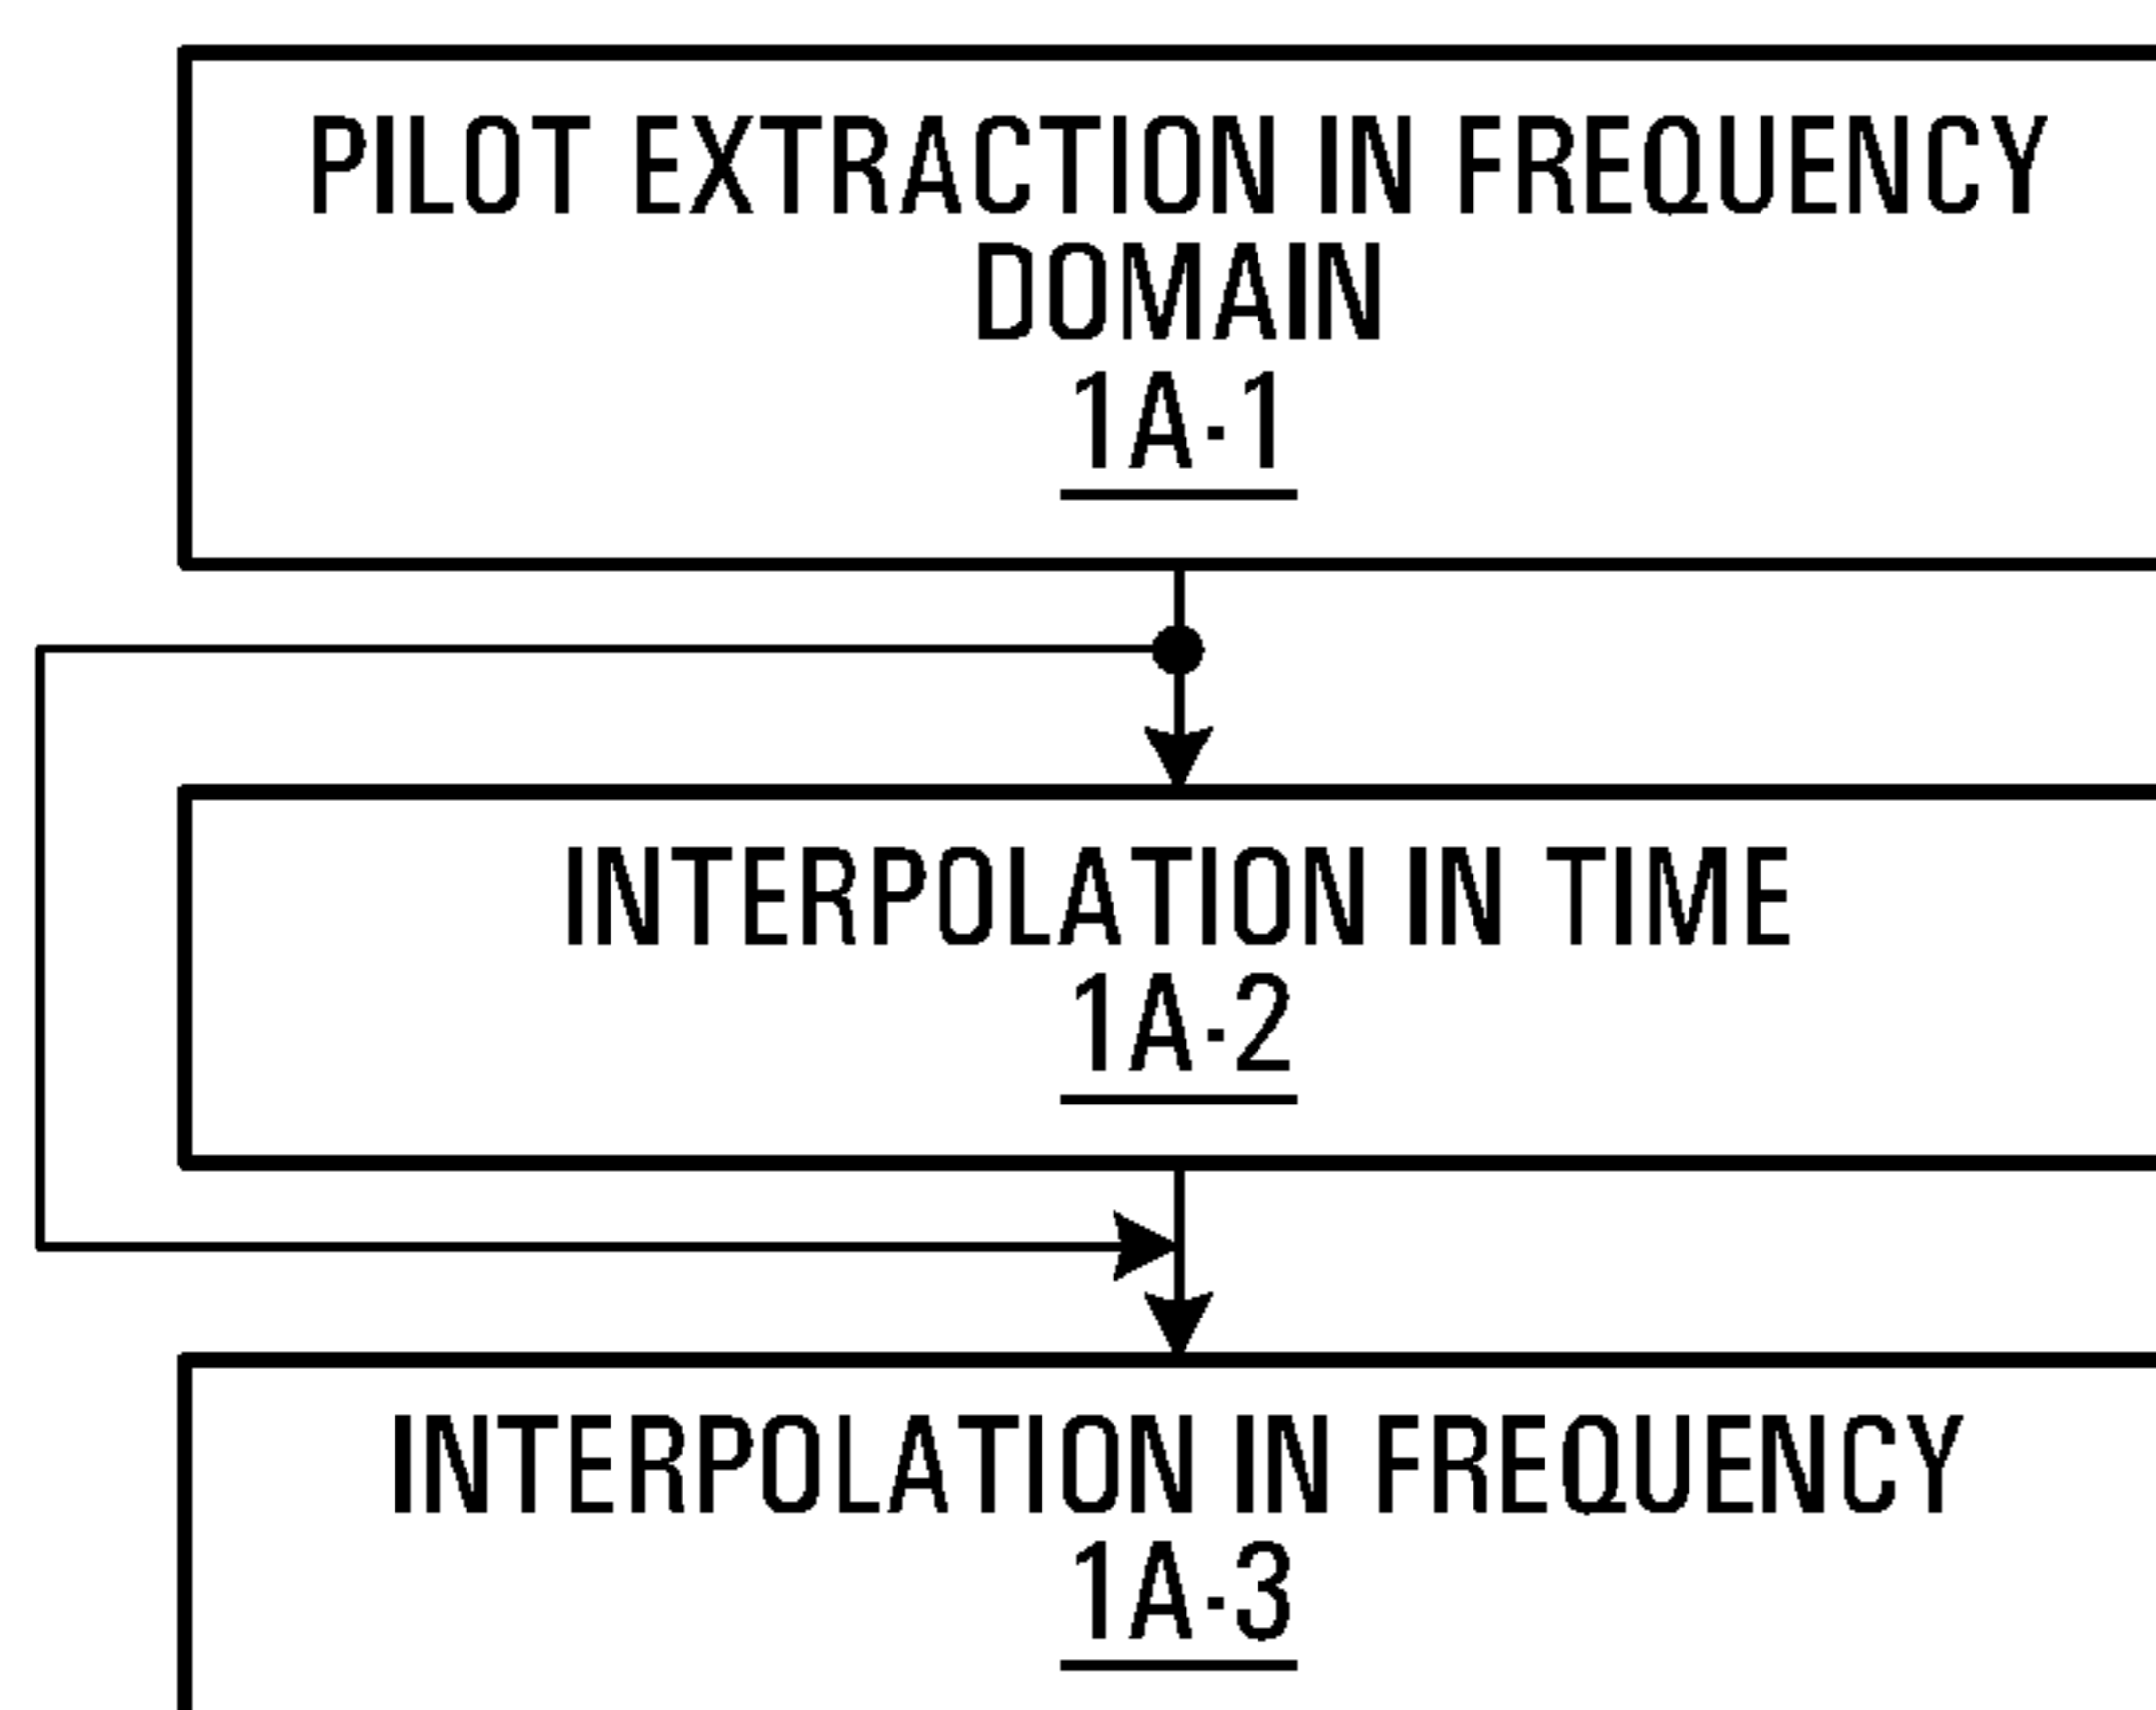 PILOT EXTRACTION IN FREQUENCY
DOMAIN
1A-1
INTERPOLATION IN TIME
1A-2
INTERPOLATION IN FREQUENCY
1A-3